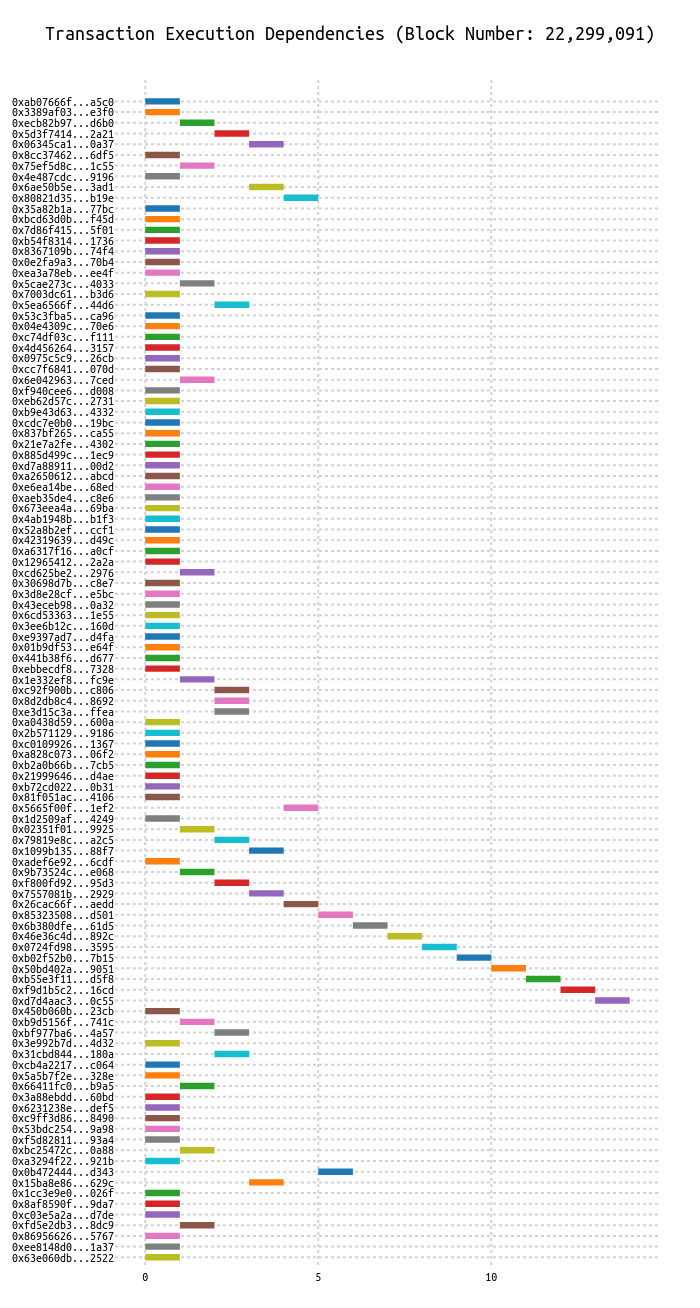 Transaction Execution Dependencies (Block Number: 22,299,091)
0xab07666f...a5c0
0x3389af03...e3f0
0xecb82b97...d6b0
0x5d3f7414...2a21
0x06345ca1...0a37
0x8cc37462...6df5
0x75ef5d8c...1c55
0x4e487cdc...9196
0x6ae50b5e...3ad1
0x80821d35...b19e
0x35a82b1a...77bc
0xbcd63d0b...f45d
0x7d86f415...5f01
0xb54f8314...1736
0x8367109b...74f4
0x0e2fa9a3...70b4
0xea3a78eb...ee4f
0x5cae273c...4033
0x7003dc61...b3d6
0x5ea6566f...44d6
0x53c3fba5...ca96
0x04e4309c...70e6
0xc74df03c...f111
0x4d456264...3157
0x0975c5c9...26cb
0xcc7f6841...070d
0x6e042963...7ced
0xf940cee6...d008
0xeb62d57c...2731
0xb9e43d63...4332
0xcdc7e0b0...19bc
0x837bf265...ca55
0x21e7a2fe...4302
0x885d499c...1ec9
0xd7a88911...00d2
0xa2650612...abcd
0xe6ea14be...68ed
0xaeb35de4...c8e6
0x673eea4a...69ba
0x4ab1948b...b1f3
0x52a8b2ef...ccf1
0x42319639...d49c
0xa6317f16...a0cf
0x12965412...2a2a
0xcd625be2...2976
0x30698d7b...c8e7
0x3d8e28cf...e5bc
0x43eceb98...0a32
0x6cd53363...1e55
0x3ee6b12c...160d
0xe9397ad7...d4fa
0x01b9df53...e64f
0x441b38f6...d677
0xebbecdf8...7328
0x1e332ef8...fc9e
0xc92f900b...c806
0x8d2db8c4...8692
0xe3d15c3a...ffea
0xa0438d59...600a
0x2b571129...9186
0xc0109926...1367
0xa828c073...06f2
0xb2a0b66b...7cb5
0x21999646...d4ae
0xb72cd022...0b31
0x81f051ac...4106
0x5665f00f...1ef2
0x1d2509af...4249
0x02351f01...9925
0x79819e8c...a2c5
0x1099b135...88f7
0xadef6e92...6cdf
0x9b73524c...e068
0xf800fd92...95d3
0x7557081b...2929
0x26cac66f...aedd
0x85323508...d501
0x6b380dfe...61d5
0x46e36c4d...892c
0x0724fd98...3595
0xb02f52b0...7b15
0x50bd402a...9051
0xb55e3f11...d5f8
0xf9d1b5c2...16cd
0xd7d4aac3...0c55
0x450b060b...23cb
0xb9d5156f...741c
0xbf977ba6...4a57
0x3e992b7d...4d32
0x31cbd844...180a
0xcb4a2217...c064
0x5a5b7f2e...328e
0x66411fc0...b9a5
0x3a88ebdd...60bd
0x6231238e...def5
0xc9ff3d86...8490
0x53bdc254...9a98
0xf5d82811...93a4
0xbc25472c...0a88
0xa3294f22...921b
0x0b472444...d343
0x15ba8e86...629c
0x1cc3e9e0...026f
0x8af8590f...9da7
0xc03e5a2a...d7de
0xfd5e2db3...8dc9
0x86956626...5767
0xee8148d0...1a37
0x63e060db...2522
0 5 10